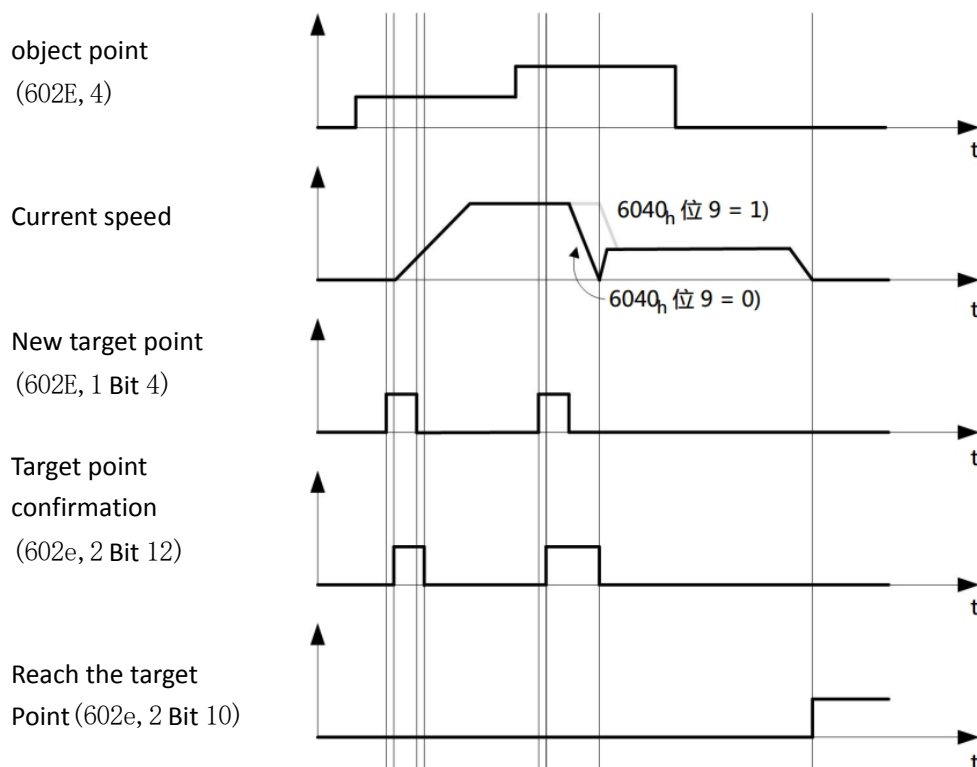 object point
(602E, 4)
t
Current speed
6040h 位 9 = 1)
6040h 位 9 = 0)
t
New target point
(602E, 1 Bit 4)
t
Target point
confirmation
(602e, 2 Bit 12)
t
Reach the target
Point (602e, 2 Bit 10)
t